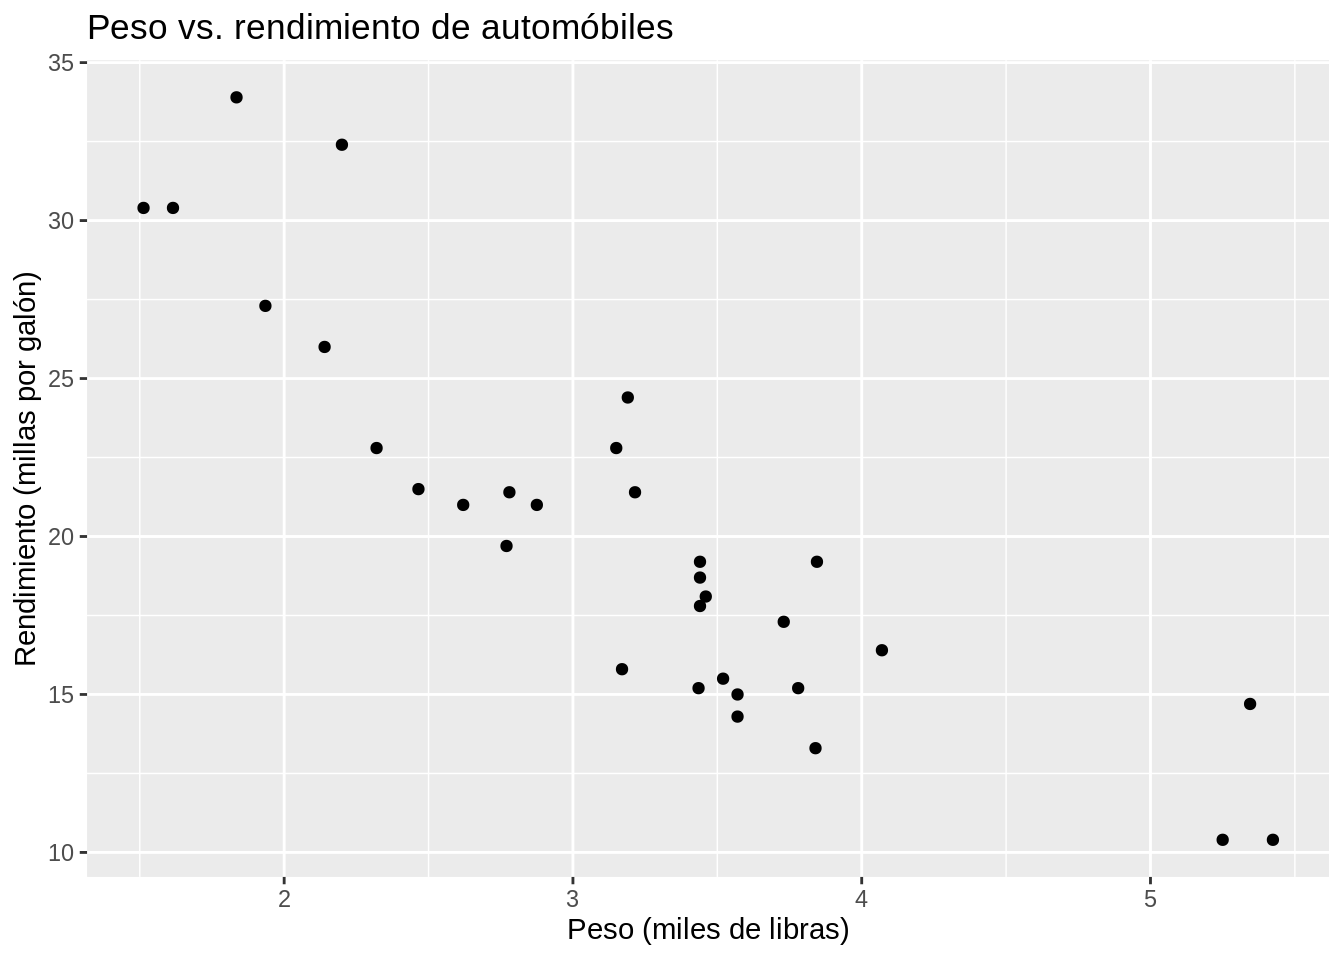 Peso vs. rendimiento de automóbiles
Rendimiento (millas por galón)
35
30
25
20
15
10
2 3 4 5
Peso (miles de libras)